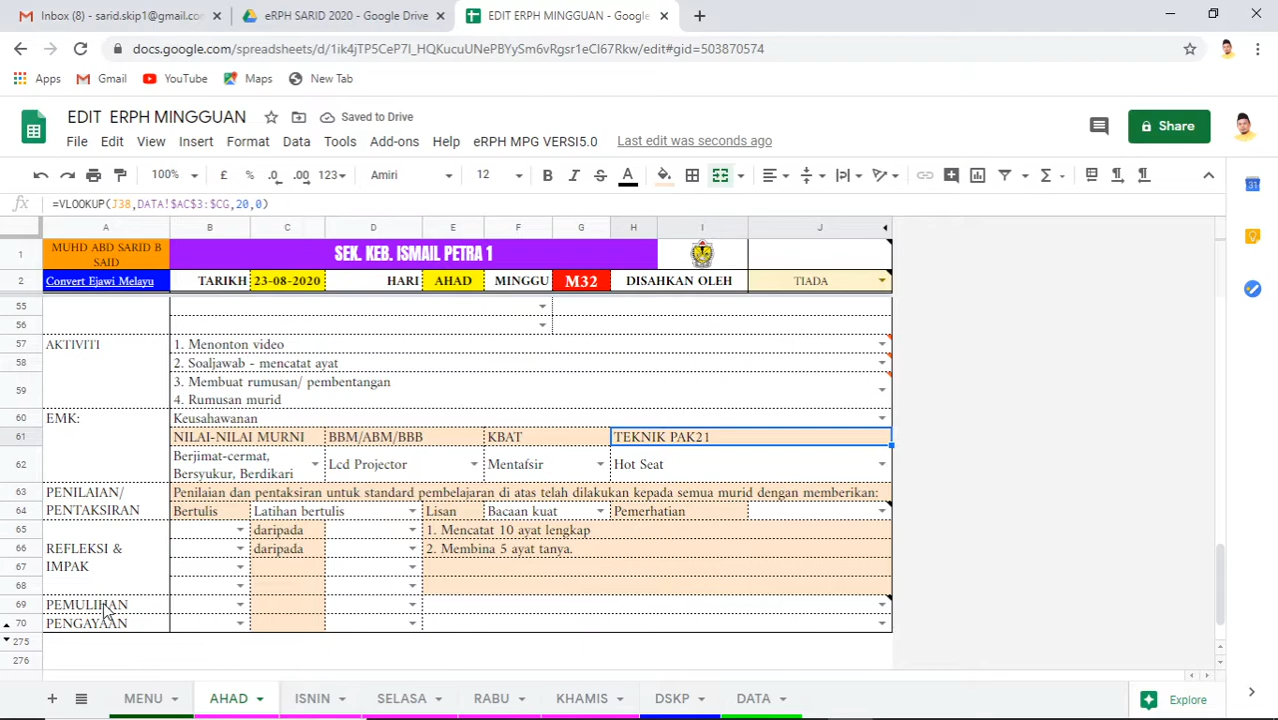 Inbox (8) - sarid.skip1@gmail.co
eRPH SARID 2020 - Google Drive
EDIT ERPH MINGGUAN - Google
docs.google.com/spreadsheets/d/1ik4jTP5CeP7I_HQKucuUNePBYySm6vRgsr1eCl67Rkw/edit#gid=503870574
Apps Gmail YouTube Maps New Tab
EDIT ERPH MINGGUAN Saved to Drive
Share
File Edit View Insert Format Data Tools Add-ons Help eRPH MPG VERSI5.0 Last edit was seconds ago
100% £ % .0 .00 123 Amiri 12 B I S A
fx =VLOOKUP(J38,DATA!$AC$3:$CG,20,0)
A B C D E F G H I J
1 MUHD ABD SARID B SAID SEK. KEB. ISMAIL PETRA 1
2 Convert Ejawi Melayu TARIKH 23-08-2020 HARI AHAD MINGGU M32 DISAHKAN OLEH TIADA
55
56
57 AKTIVITI 1. Menonton video
58 2. Soaljawab - mencatat ayat
59 3. Membuat rumusan/ pembentangan
4. Rumusan murid
60 EMK: Keusahawanan
61 NILAI-NILAI MURNI BBM/ABM/BBB KBAT TEKNIK PAK21
62 Berjimat-cermat, Bersyukur, Berdikari Lcd Projector Mentafsir Hot Seat
63 PENILAIAN/ Penilaian dan pentaksiran untuk standard pembelajaran di atas telah dilakukan kepada semua murid dengan memberikan:
64 PENTAKSIRAN Bertulis Latihan bertulis Lisan Bacaan kuat Pemerhatian
65 daripada 1. Mencatat 10 ayat lengkap
66 REFLEKSI & daripada 2. Membina 5 ayat tanya.
67 IMPAK
68
69 PEMULIHAN
70 PENGAYAAN
275
276
MENU AHAD ISNIN SELASA RABU KHAMIS DSKP DATA Explore